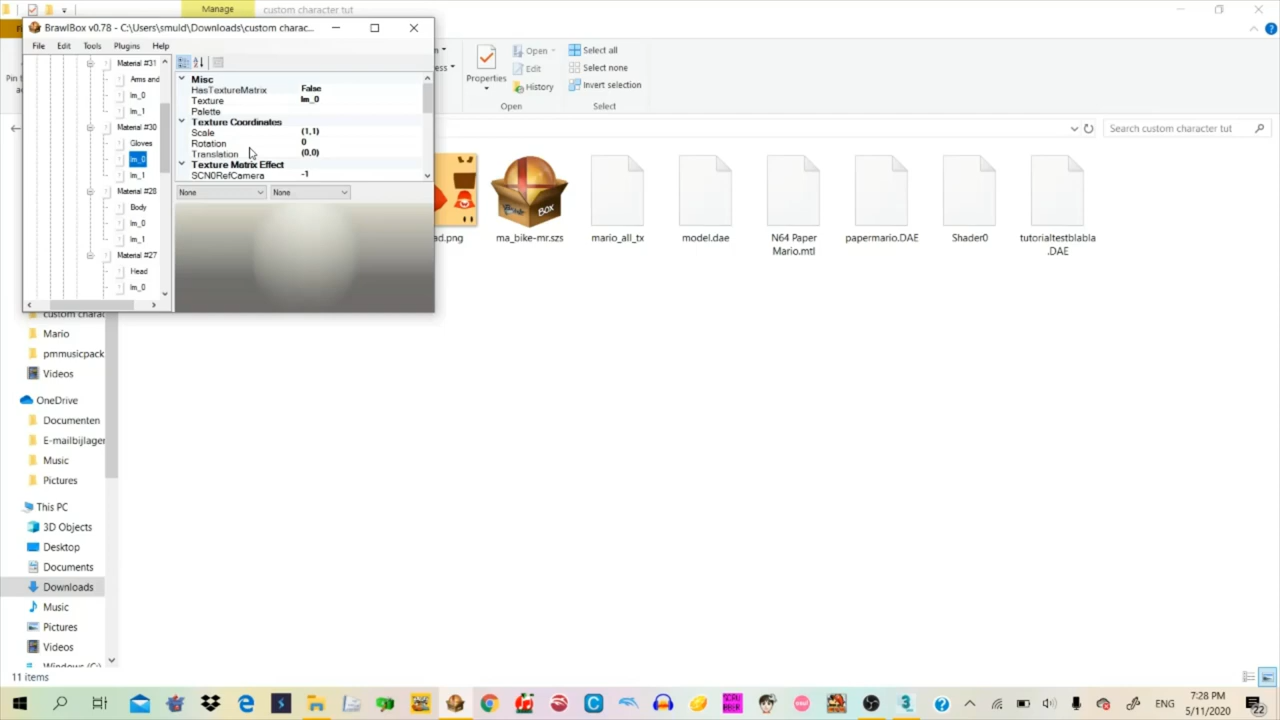 Manage
custom character tut
BrawlBox v0.78 - C:\Users\smuld\Downloads\custom charac...
File Edit Tools Plugins Help
Material #31
Arms and
lm_0
lm_1
Material #30
Gloves
lm_0
lm_1
Material #28
Body
lm_0
lm_1
Material #27
Head
lm_0
Misc
HasTextureMatrix False
Texture lm_0
Palette
Texture Coordinates
Scale (1,1)
Rotation 0
Translation (0,0)
Texture Matrix Effect
SCN0RefCamera -1
None None
Properties
Open
Edit
History
Open
Select all
Select none
Invert selection
Select
Search custom character tut
ad.png
ma_bike-mr.szs
mario_all_tx
model.dae
N64 Paper Mario.mtl
papermario.DAE
Shader0
tutorialtestblabla.DAE
custom charac
Mario
pmmusicpack
Videos
OneDrive
Documenten
E-mailbijlagen
Music
Pictures
This PC
3D Objects
Desktop
Documents
Downloads
Music
Pictures
Videos
Windows (C:)
11 items
ENG
7:28 PM
5/11/2020
22